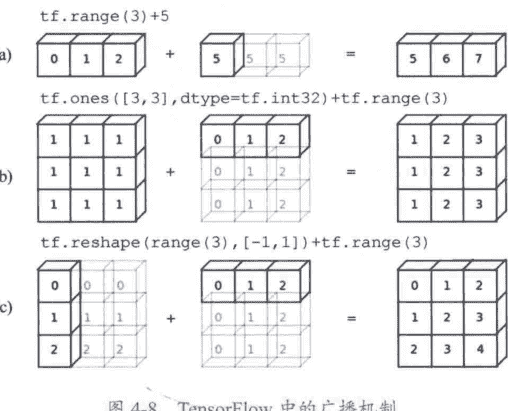 tf.range(3)+5
a)
0 1 2 + 5 5 5 = 5 6 7
tf.ones([3,3],dtype=tf.int32)+tf.range(3)
1 1 1 0 1 2 1 2 3
b)
1 1 1 + 0 1 2 = 1 2 3
1 1 1 0 1 2 1 2 3
tf.reshape(range(3),[-1,1])+tf.range(3)
0 0 0 0 1 2 0 1 2
c)
1 1 1 + 0 1 2 = 1 2 3
2 2 2 0 1 2 2 3 4
图 4-8 TensorFlow 中的广播机制